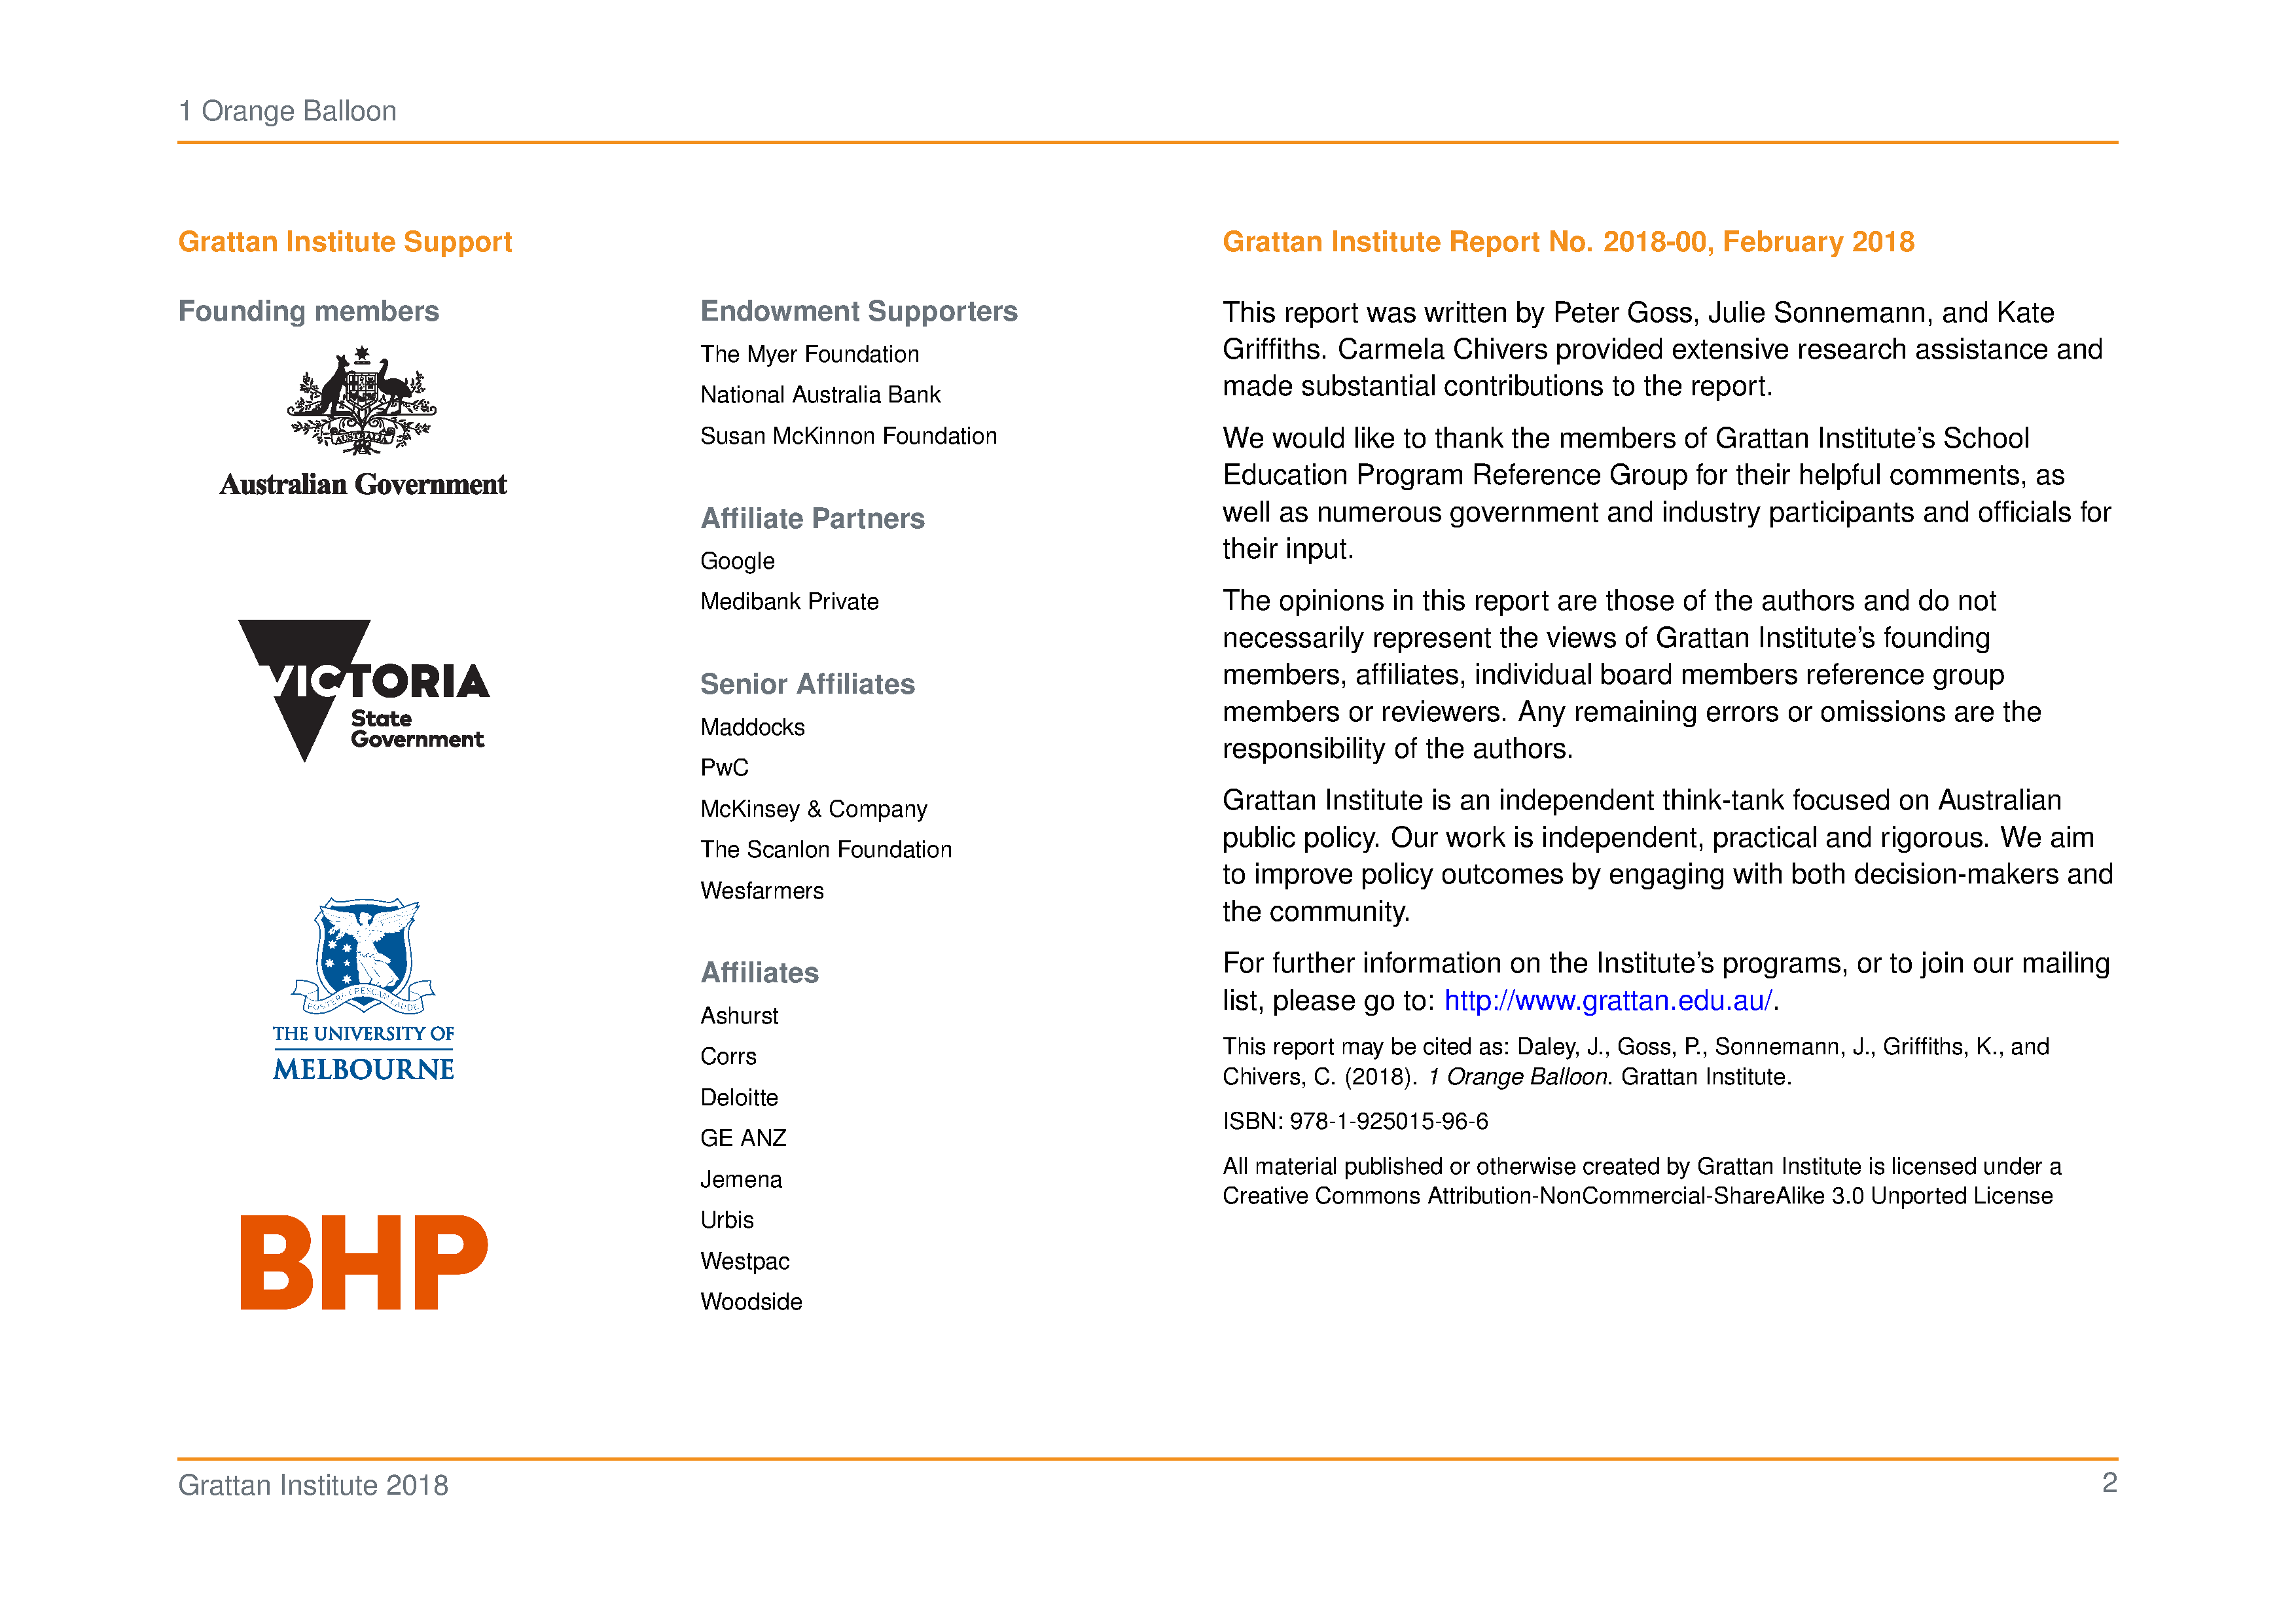 1 Orange Balloon
Grattan Institute Support
Founding members
AUSTRALIA
Australian Government
VICTORIA
State
Government
POSTERA CRESCAM LAUDE
THE UNIVERSITY OF
MELBOURNE
BHP
Endowment Supporters
The Myer Foundation
National Australia Bank
Susan McKinnon Foundation
Affiliate Partners
Google
Medibank Private
Senior Affiliates
Maddocks
PwC
McKinsey & Company
The Scanlon Foundation
Wesfarmers
Affiliates
Ashurst
Corrs
Deloitte
GE ANZ
Jemena
Urbis
Westpac
Woodside
Grattan Institute Report No. 2018-00, February 2018
This report was written by Peter Goss, Julie Sonnemann, and Kate
Griffiths. Carmela Chivers provided extensive research assistance and
made substantial contributions to the report.
We would like to thank the members of Grattan Institute's School
Education Program Reference Group for their helpful comments, as
well as numerous government and industry participants and officials for
their input.
The opinions in this report are those of the authors and do not
necessarily represent the views of Grattan Institute's founding
members, affiliates, individual board members reference group
members or reviewers. Any remaining errors or omissions are the
responsibility of the authors.
Grattan Institute is an independent think-tank focused on Australian
public policy. Our work is independent, practical and rigorous. We aim
to improve policy outcomes by engaging with both decision-makers and
the community.
For further information on the Institute's programs, or to join our mailing
list, please go to: http://www.grattan.edu.au/.
This report may be cited as: Daley, J., Goss, P., Sonnemann, J., Griffiths, K., and
Chivers, C. (2018). 1 Orange Balloon. Grattan Institute.
ISBN: 978-1-925015-96-6
All material published or otherwise created by Grattan Institute is licensed under a
Creative Commons Attribution-NonCommercial-ShareAlike 3.0 Unported License
Grattan Institute 2018
2